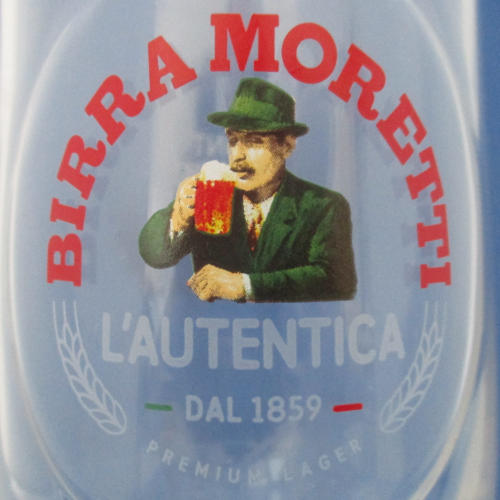 BIRRA MORETTI
L'AUTENTICA
DAL 1859
PREMIUM LAGER